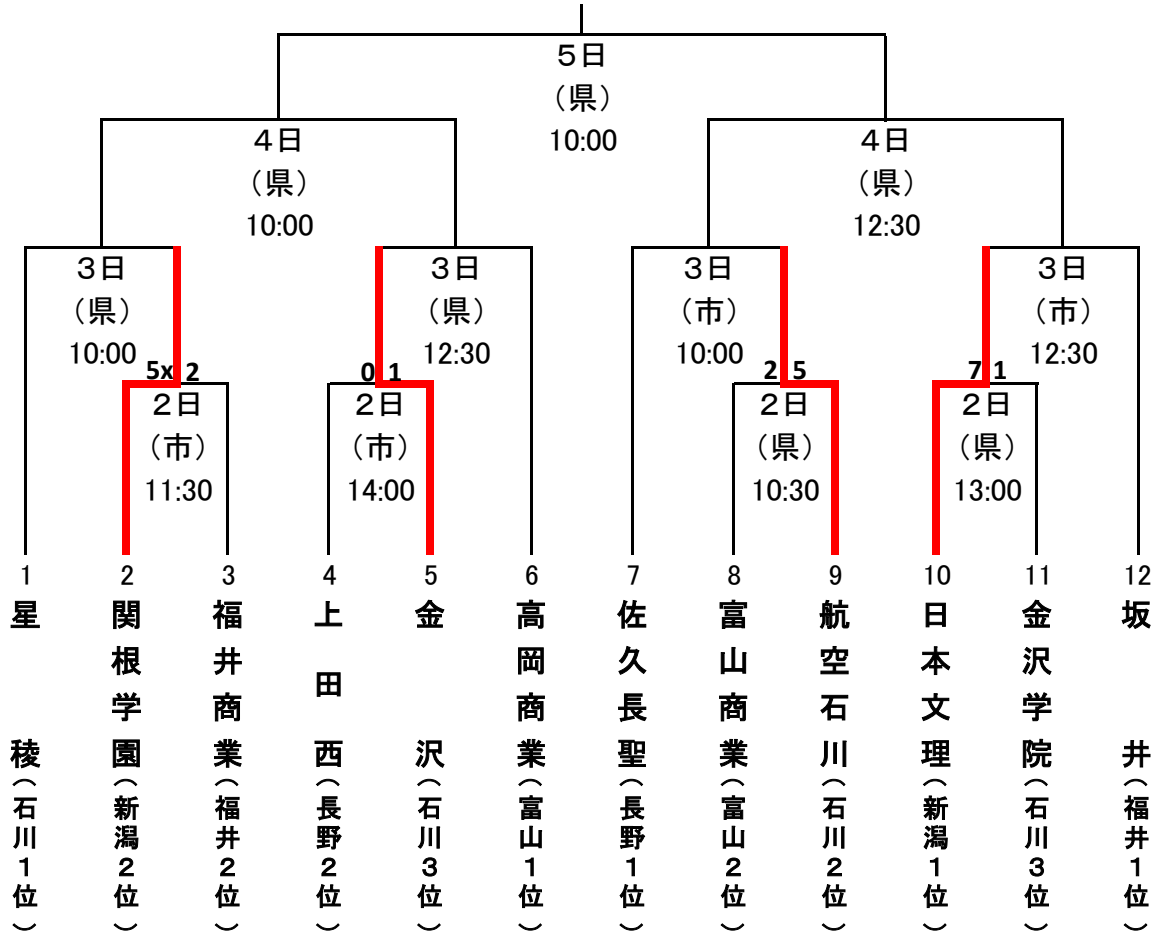 ５日
（県）
10:00
４日
（県）
10:00
４日
（県）
12:30
３日
（県）
10:00
３日
（県）
12:30
３日
（市）
10:00
３日
（市）
12:30
5x 2
0 1
2 5
7 1
２日
（市）
11:30
２日
（市）
14:00
２日
（県）
10:30
２日
（県）
13:00
1 2 3 4 5 6 7 8 9 10 11 12
星稜（石川１位）
関根学園（新潟２位）
福井商業（福井２位）
上田西（長野２位）
金沢（石川３位）
高岡商業（富山１位）
佐久長聖（長野１位）
富山商業（富山２位）
航空石川（石川２位）
日本文理（新潟１位）
金沢学院（石川３位）
坂井（福井１位）